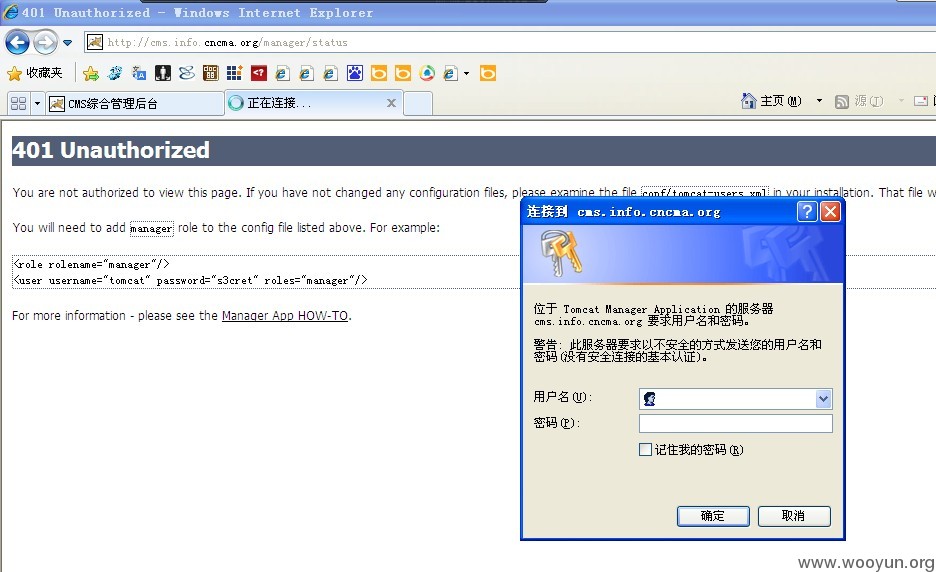 401 Unauthorized - Windows Internet Explorer
http://cms.info.cncma.org/manager/status
收藏夹
CMS综合管理后台
正在连接...
主页(M)
源(J)
401 Unauthorized
You are not authorized to view this page. If you have not changed any configuration files, please examine the file conf/tomcat-users.xml in your installation. That file w
You will need to add manager role to the config file listed above. For example:
<role rolename="manager"/>
<user username="tomcat" password="s3cret" roles="manager"/>
For more information - please see the Manager App HOW-TO.
连接到 cms.info.cncma.org
位于 Tomcat Manager Application 的服务器
cms.info.cncma.org 要求用户名和密码。
警告: 此服务器要求以不安全的方式发送您的用户名和
密码(没有安全连接的基本认证)。
用户名(U):
密码(P):
记住我的密码(R)
确定
取消
www.wooyun.org